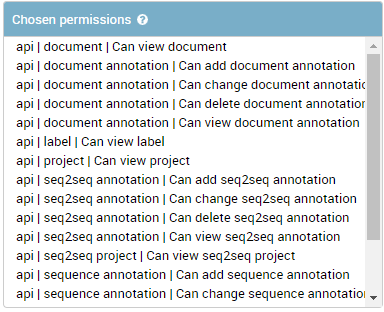 Chosen permissions ?
api | document | Can view document
api | document annotation | Can add document annotation
api | document annotation | Can change document annotatio
api | document annotation | Can delete document annotation
api | document annotation | Can view document annotation
api | label | Can view label
api | project | Can view project
api | seq2seq annotation | Can add seq2seq annotation
api | seq2seq annotation | Can change seq2seq annotation
api | seq2seq annotation | Can delete seq2seq annotation
api | seq2seq annotation | Can view seq2seq annotation
api | seq2seq project | Can view seq2seq project
api | sequence annotation | Can add sequence annotation
api | sequence annotation | Can change sequence annotation